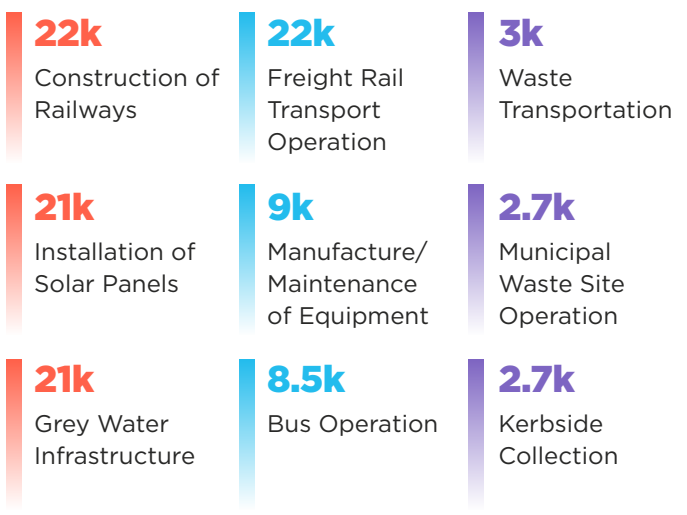 22k
Construction of
Railways
22k
Freight Rail
Transport
Operation
3k
Waste
Transportation
21k
Installation of
Solar Panels
9k
Manufacture/
Maintenance
of Equipment
2.7k
Municipal
Waste Site
Operation
21k
Grey Water
Infrastructure
8.5k
Bus Operation
2.7k
Kerbside
Collection